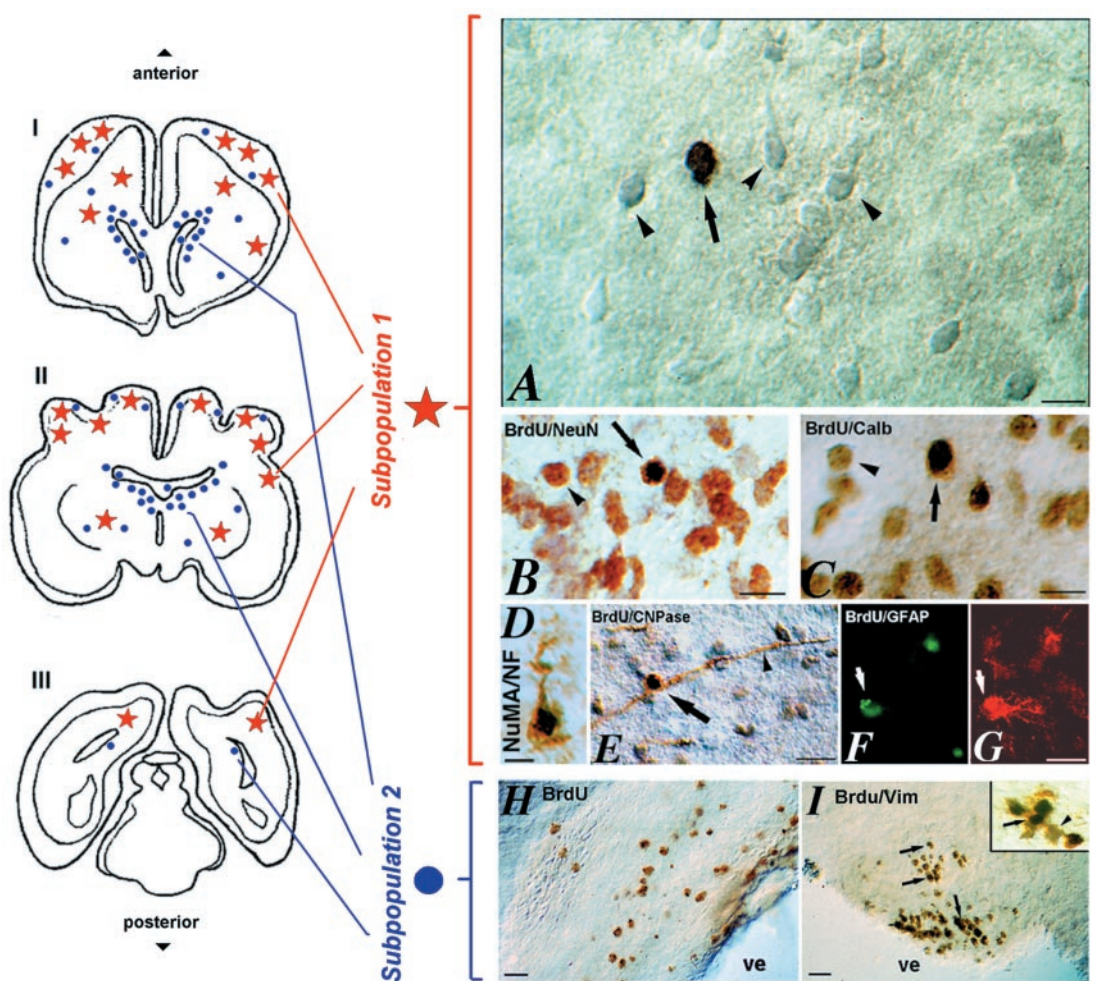 anterior
I
II
III
posterior
Subpopulation 1
Subpopulation 2
A
BrdU/NeuN
B
BrdU/Calb
C
D
NuMA/NF
BrdU/CNPase
E
BrdU/GFAP
F
G
H BrdU
ve
I Brdu/Vim
ve